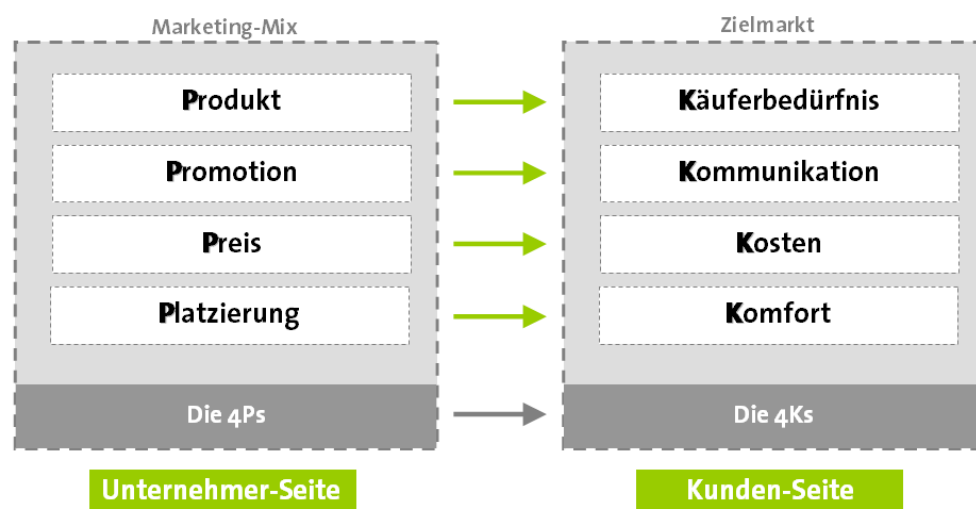 Marketing-Mix
Zielmarkt
Produkt
Käuferbedürfnis
Promotion
Kommunikation
Preis
Kosten
Platzierung
Komfort
Die 4Ps
Die 4Ks
Unternehmer-Seite
Kunden-Seite